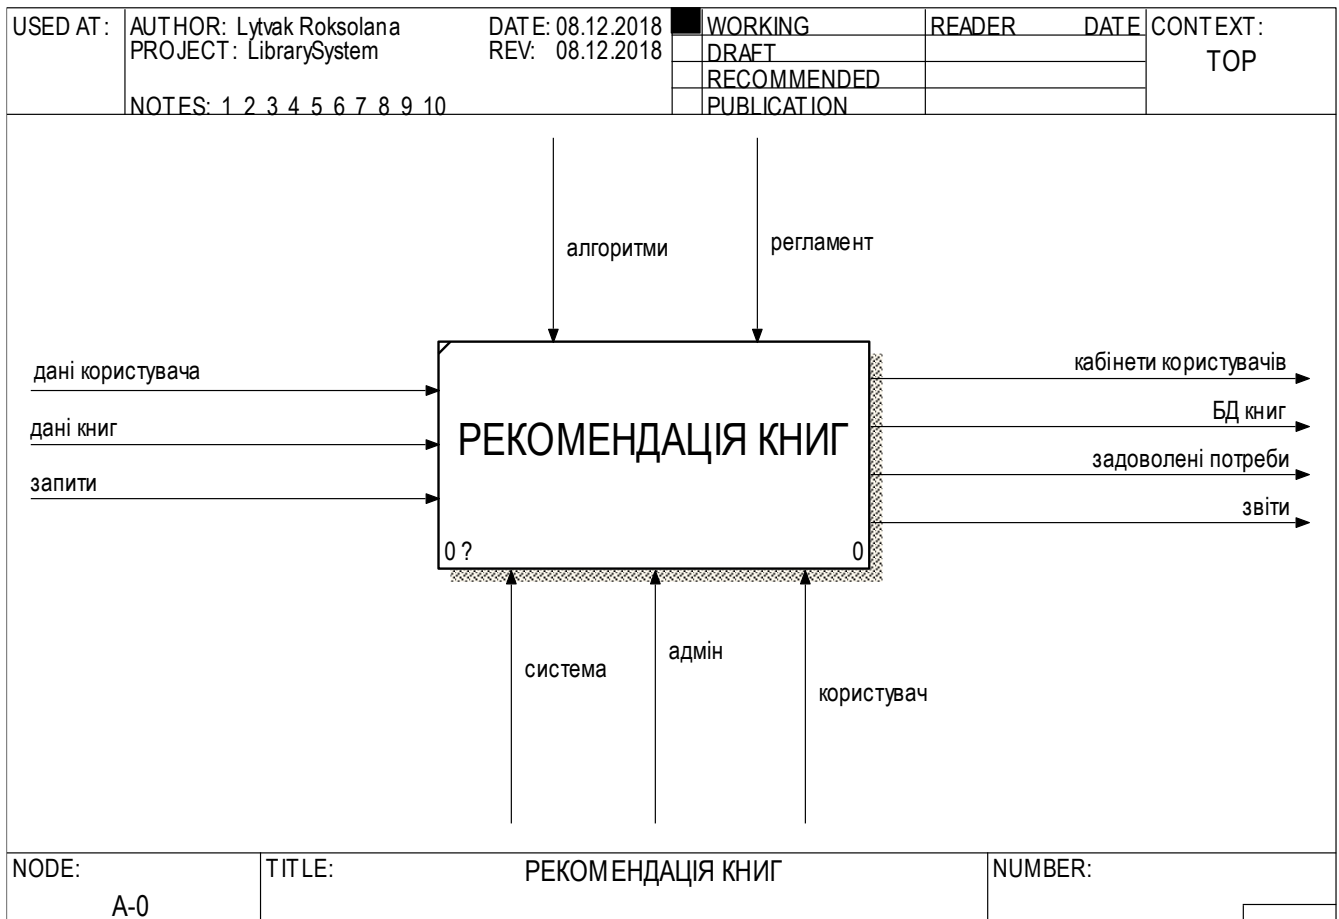 USED AT:
AUTHOR: Lytvak Roksolana
DATE: 08.12.2018
WORKING
READER
DATE
CONTEXT:
PROJECT: LibrarySystem
REV: 08.12.2018
DRAFT
TOP
RECOMMENDED
NOTES: 1 2 3 4 5 6 7 8 9 10
PUBLICATION
алгоритми
регламент
дані користувача
дані книг
запити
РЕКОМЕНДАЦІЯ КНИГ
0 ?
0
кабінети користувачів
БД книг
задоволені потреби
звіти
система
адмін
користувач
NODE:
A-0
TITLE:
РЕКОМЕНДАЦІЯ КНИГ
NUMBER: